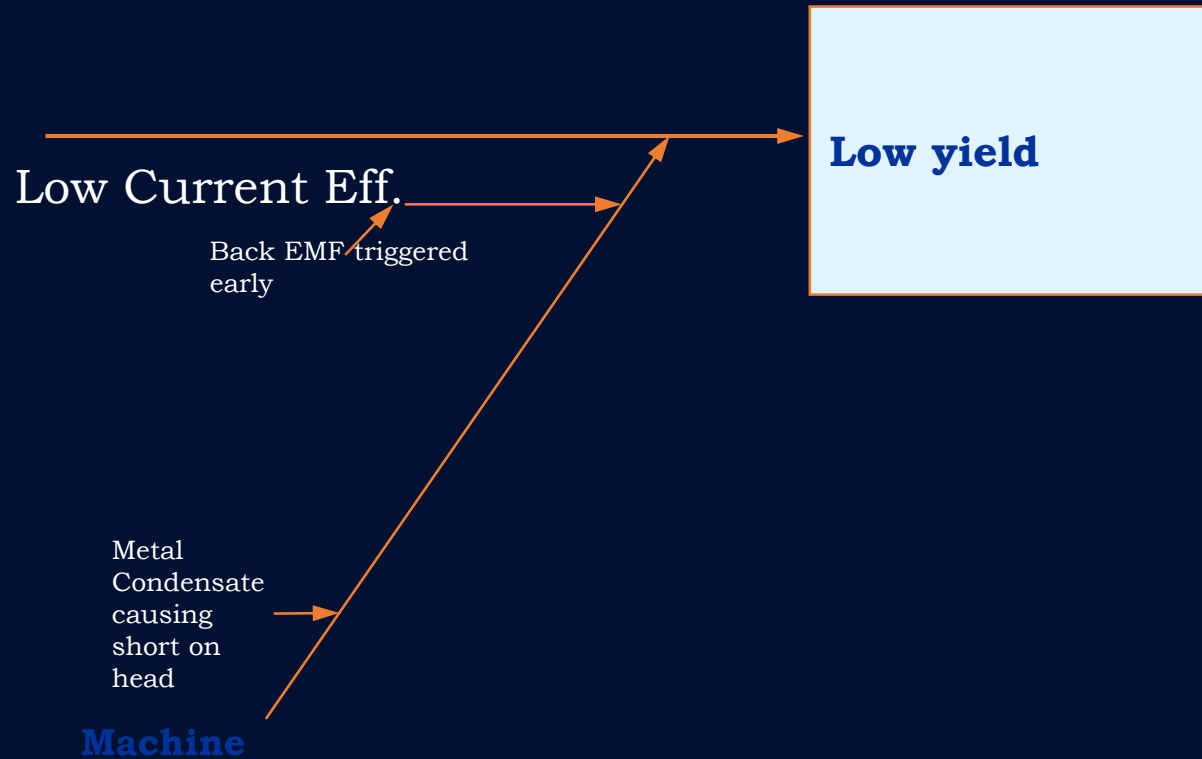 Low yield
Low Current Eff.
Back EMF triggered
early
Metal
Condensate
causing
short on
head
Machine